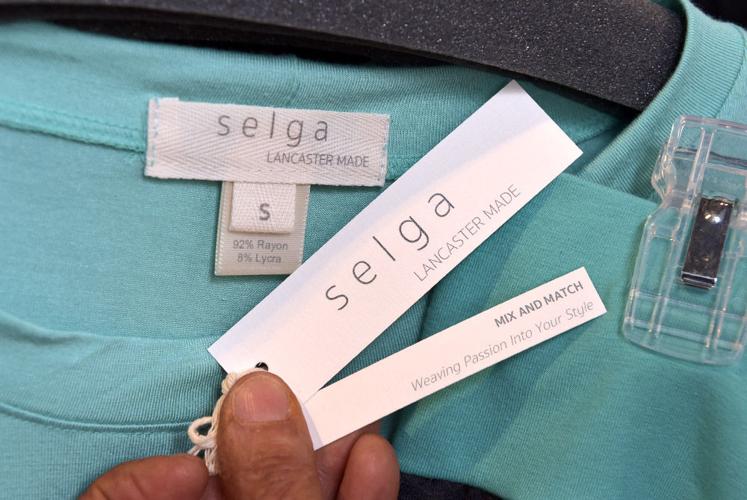 selga
LANCASTER MADE
S
92% Rayon
8% Lycra
selga
LANCASTER MADE
MIX AND MATCH
Weaving Passion Into Your Style